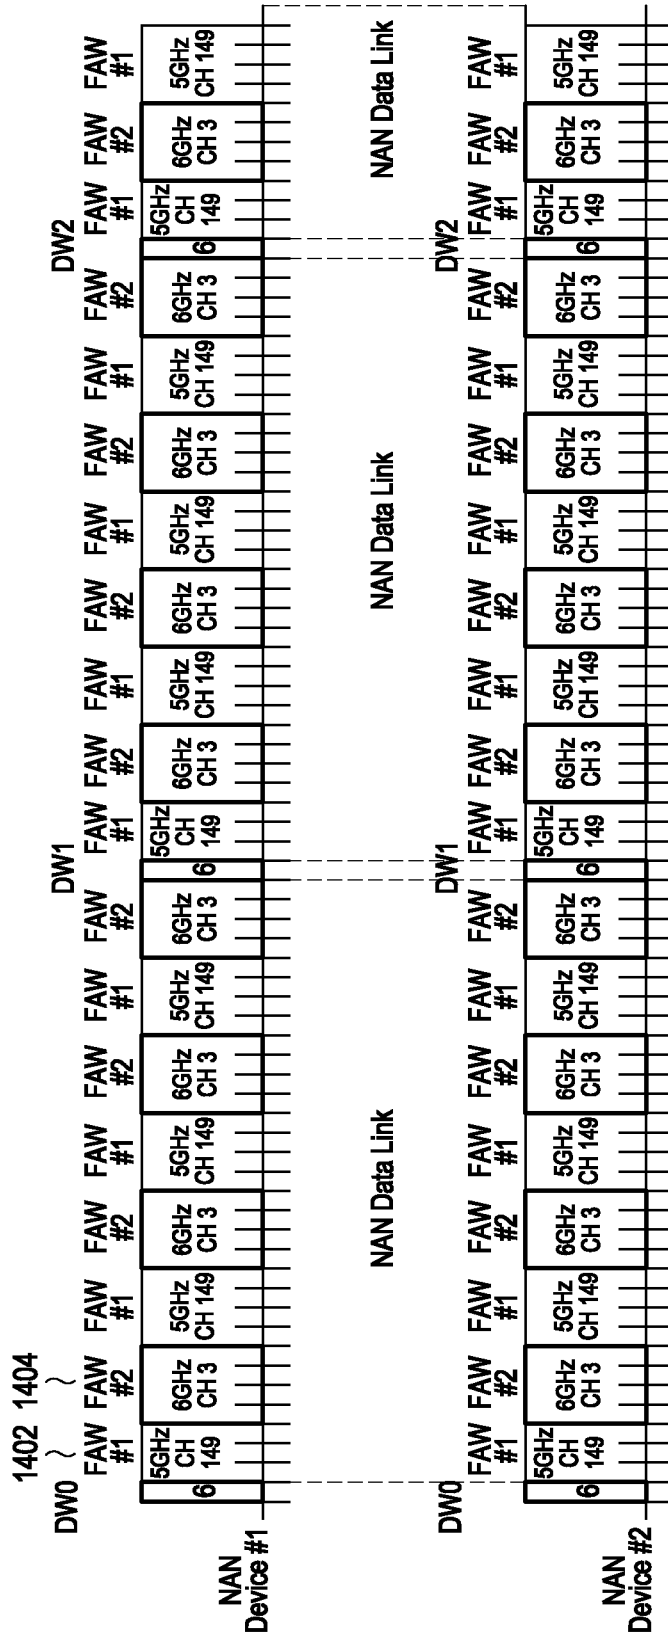 1402 1404
DW0 DW1 DW2
FAW FAW FAW FAW FAW FAW FAW FAW FAW FAW FAW FAW FAW FAW FAW FAW FAW FAW FAW
#1 #2 #1 #2 #1 #2 #1 #2 #1 #2 #1 #2 #1 #2 #1 #2 #1 #2 #1
NAN
Device #1
6
5GHz
CH
149
6GHz
CH 3
5GHz
CH 149
6GHz
CH 3
5GHz
CH 149
6GHz
CH 3
5GHz
CH 149
6GHz
CH 3
6
5GHz
CH
149
6GHz
CH 3
5GHz
CH 149
6GHz
CH 3
5GHz
CH 149
6GHz
CH 3
5GHz
CH 149
6GHz
CH 3
6
5GHz
CH
149
6GHz
CH 3
5GHz
CH 149
NAN Data Link NAN Data Link NAN Data Link
DW0 DW1 DW2
FAW FAW FAW FAW FAW FAW FAW FAW FAW FAW FAW FAW FAW FAW FAW FAW FAW FAW FAW
#1 #2 #1 #2 #1 #2 #1 #2 #1 #2 #1 #2 #1 #2 #1 #2 #1 #2 #1
NAN
Device #2
6
5GHz
CH
149
6GHz
CH 3
5GHz
CH 149
6GHz
CH 3
5GHz
CH 149
6GHz
CH 3
5GHz
CH 149
6GHz
CH 3
6
5GHz
CH
149
6GHz
CH 3
5GHz
CH 149
6GHz
CH 3
5GHz
CH 149
6GHz
CH 3
5GHz
CH 149
6GHz
CH 3
6
5GHz
CH
149
6GHz
CH 3
5GHz
CH 149